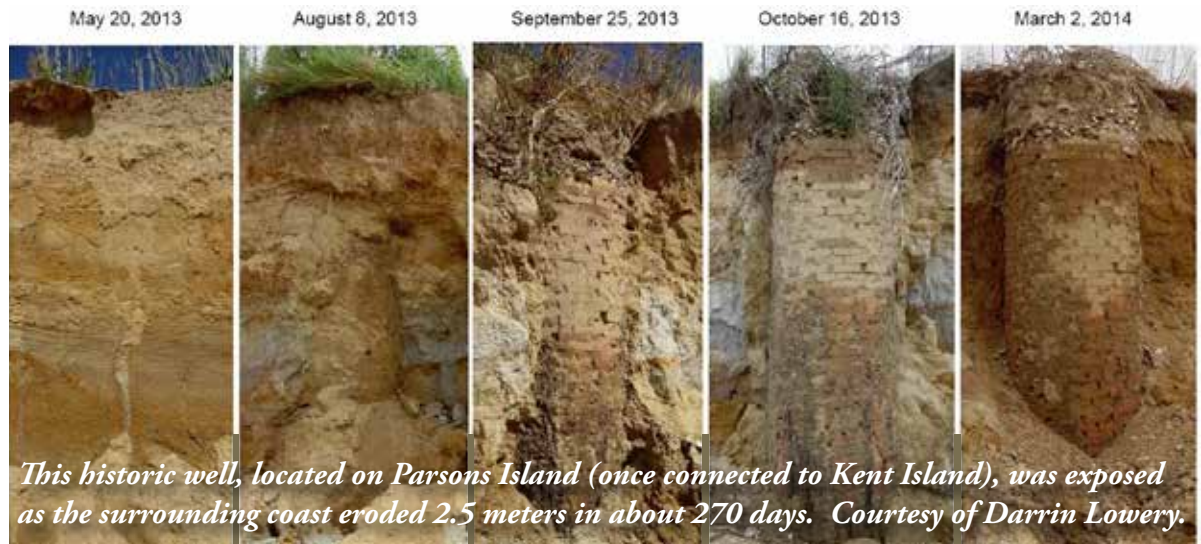 May 20, 2013 August 8, 2013 September 25, 2013 October 16, 2013 March 2, 2014
This historic well, located on Parsons Island (once connected to Kent Island), was exposed
as the surrounding coast eroded 2.5 meters in about 270 days. Courtesy of Darrin Lowery.